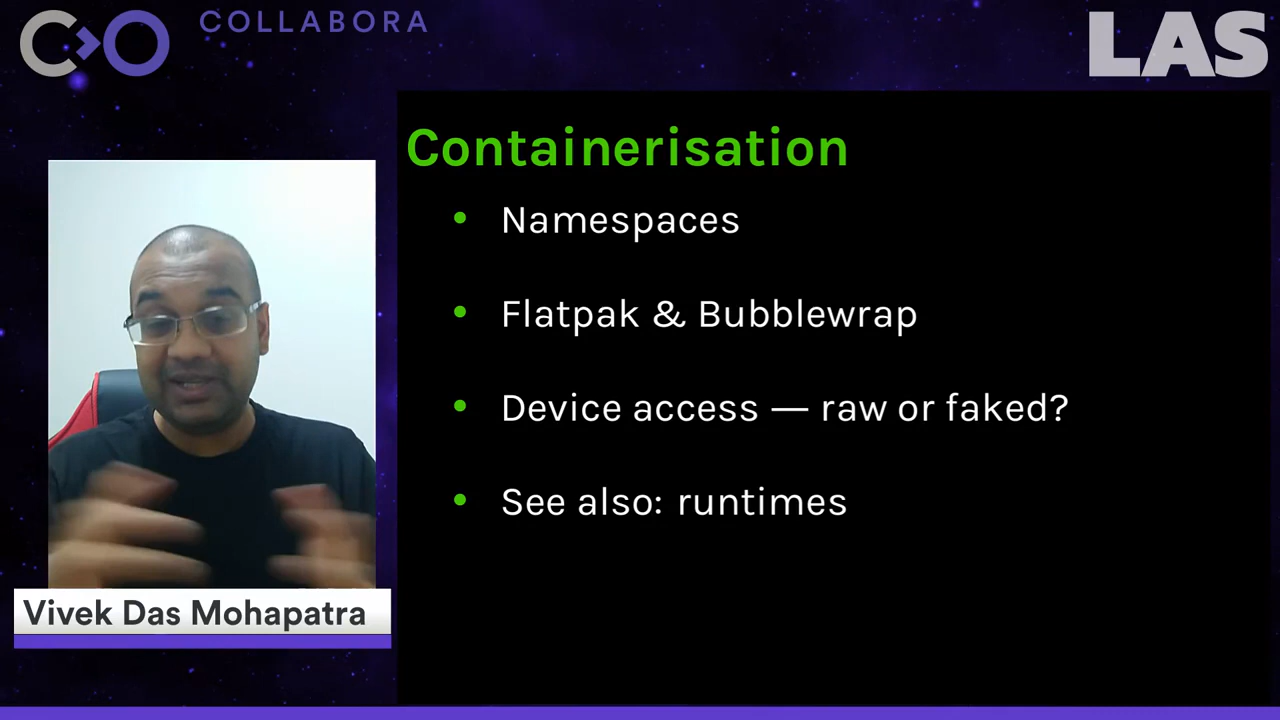 COLLABORA
LAS
Containerisation
• Namespaces
• Flatpak & Bubblewrap
• Device access — raw or faked?
• See also: runtimes
Vivek Das Mohapatra